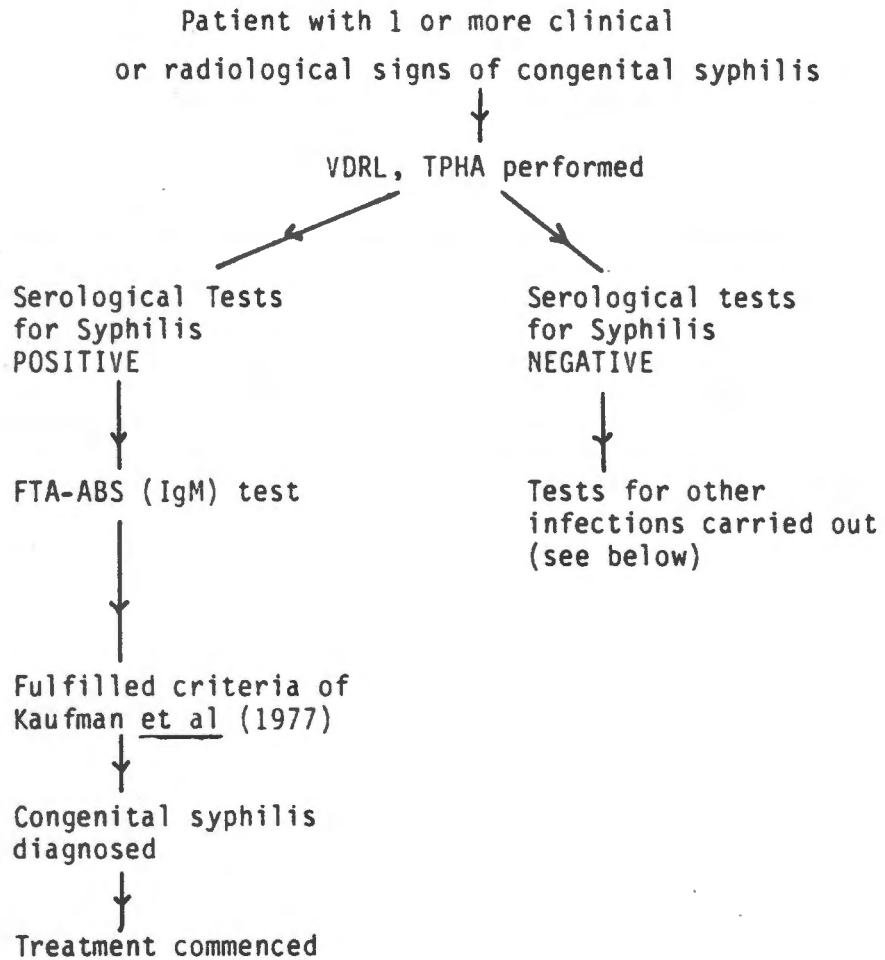 Patient with 1 or more clinical
or radiological signs of congenital syphilis
VDRL, TPHA performed
Serological Tests
for Syphilis
POSITIVE
Serological tests
for Syphilis
NEGATIVE
FTA-ABS (IgM) test
Tests for other
infections carried out
(see below)
Fulfilled criteria of
Kaufman et al (1977)
Congenital syphilis
diagnosed
Treatment commenced